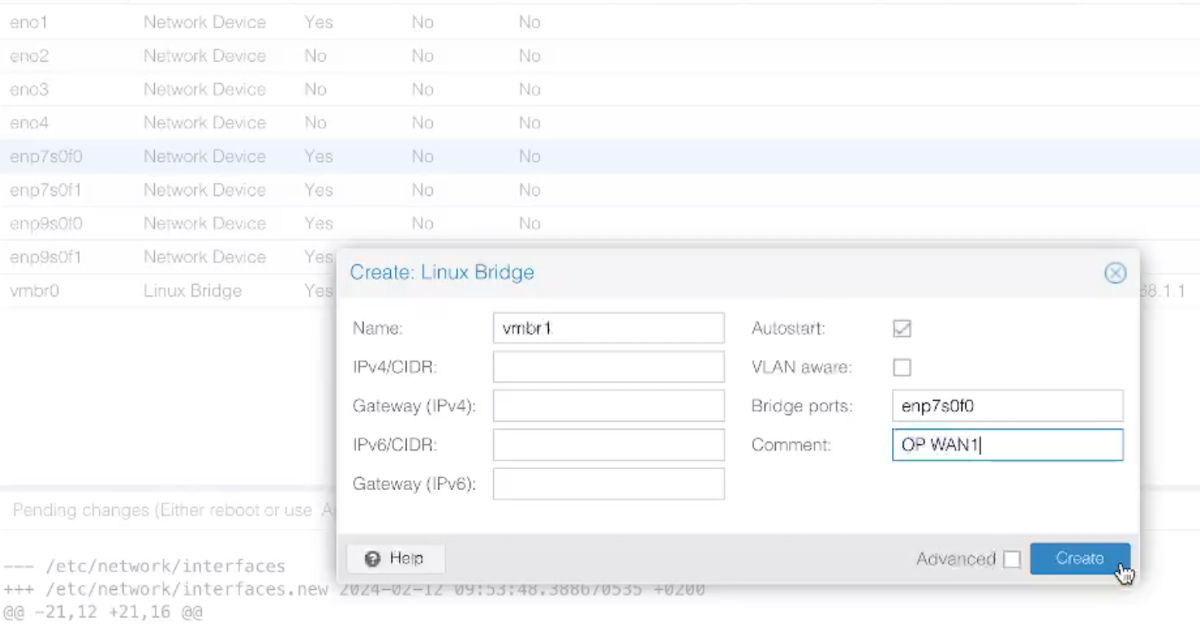 eno1 Network Device Yes No No
eno2 Network Device No No No
eno3 Network Device No No No
eno4 Network Device No No No
enp7s0f0 Network Device Yes No No
enp7s0f1 Network Device Yes No No
enp9s0f0 Network Device Yes No No
enp9s0f1 Network Device Yes
vmbr0 Linux Bridge Yes 68.1.1
Create: Linux Bridge
Name: vmbr1 Autostart:
IPv4/CIDR: VLAN aware:
Gateway (IPv4): Bridge ports: enp7s0f0
IPv6/CIDR: Comment: OP WAN1
Gateway (IPv6):
Help Advanced Create
Pending changes (Either reboot or use A
--- /etc/network/interfaces
+++ /etc/network/interfaces.new 2024-02-12 09:53:48.388670535 +0200
@@ -21,12 +21,16 @@